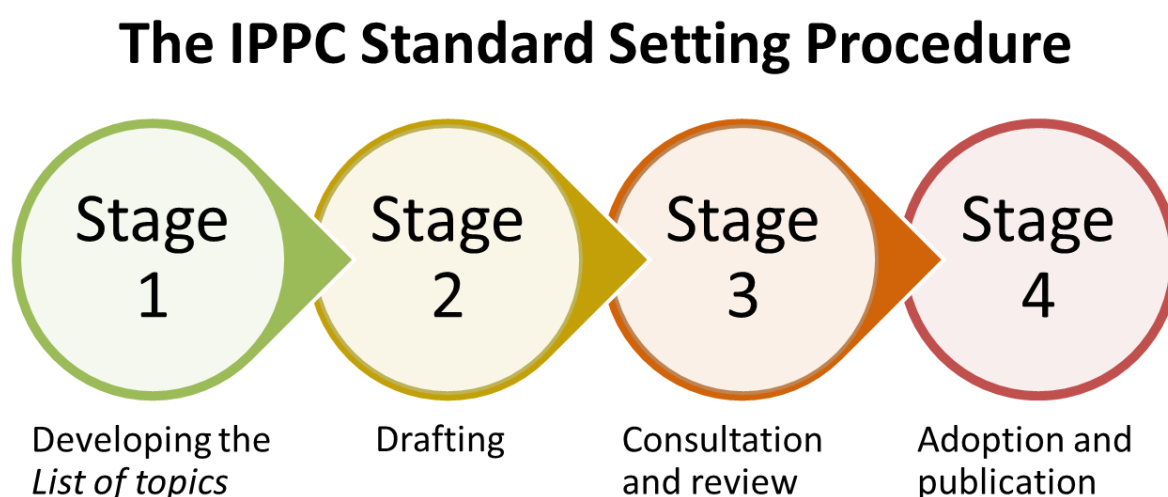 The IPPC Standard Setting Procedure
Stage
1
Stage
2
Stage
3
Stage
4
Developing the
List of topics
Drafting
Consultation
and review
Adoption and
publication